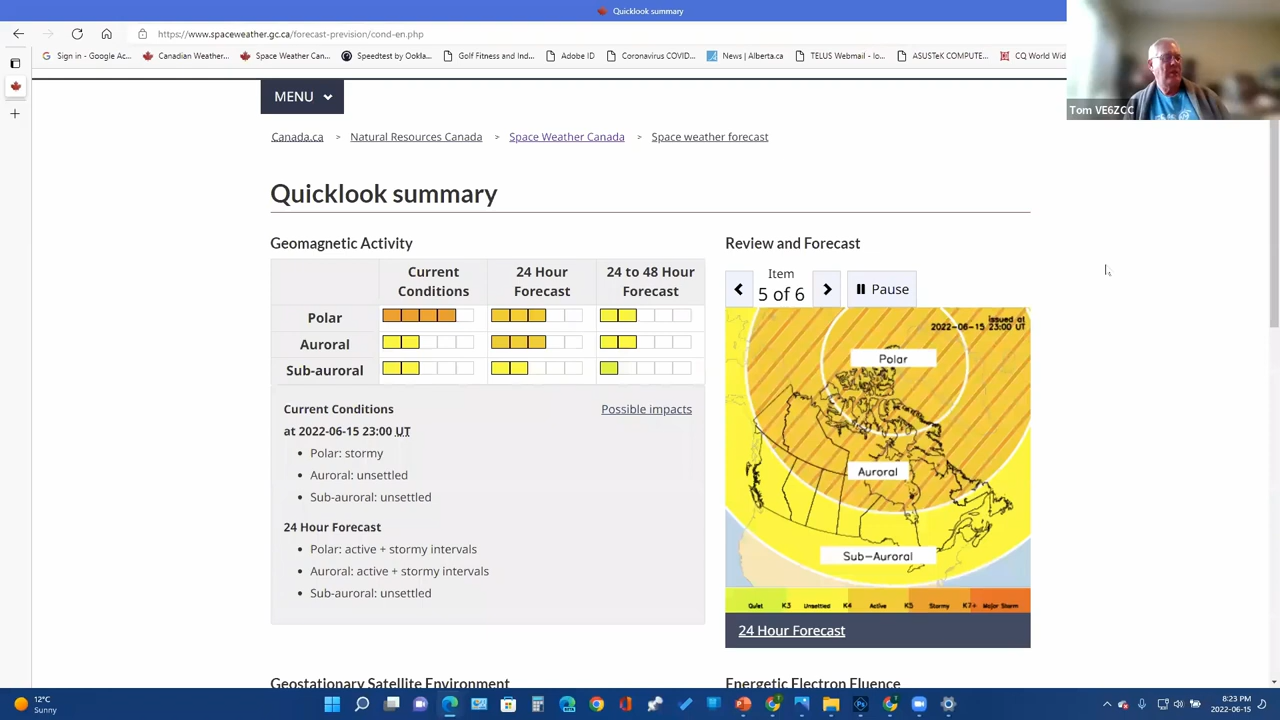 Quicklook summary
https://www.spaceweather.gc.ca/forecast-prevision/cond-en.php
Sign in - Google Ac...
Canadian Weather...
Space Weather Can...
Speedtest by Ookla...
Golf Fitness and Ind...
Adobe ID
Coronavirus COVID...
News | Alberta.ca
TELUS Webmail - Io...
ASUSTeK COMPUTE...
CQ World Wid
Tom VE6ZCC
MENU
Canada.ca > Natural Resources Canada > Space Weather Canada > Space weather forecast
Quicklook summary
Geomagnetic Activity
Current Conditions
24 Hour Forecast
24 to 48 Hour Forecast
Polar
Auroral
Sub-auroral
Current Conditions
Possible impacts
at 2022-06-15 23:00 UT
• Polar: stormy
• Auroral: unsettled
• Sub-auroral: unsettled
24 Hour Forecast
• Polar: active + stormy intervals
• Auroral: active + stormy intervals
• Sub-auroral: unsettled
Review and Forecast
Item
5 of 6
Pause
issued at
2022-06-15 23:00 UT
Polar
Auroral
Sub-Auroral
Quiet K3 Unsettled K4 Active K5 Stormy K7+ Major Storm
24 Hour Forecast
Geostationary Satellite Environment
Energetic Electron Fluence
12°C
Sunny
8:23 PM
2022-06-15